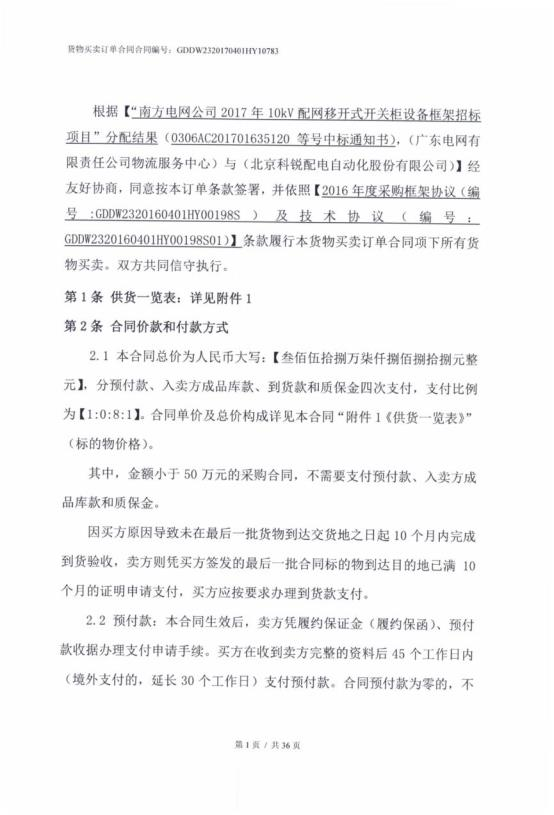 货物买卖订单合同合同编号：GDDW2320170401HY10783
根据【“南方电网公司 2017 年 10kV 配网移开式开关柜设备框架招标
项目”分配结果（0306AC201701635120 等号中标通知书），（广东电网有
限责任公司物流服务中心）与（北京科锐配电自动化股份有限公司）】经
友好协商，同意按本订单条款签署，并依照【2016 年度采购框架协议（编
号:GDDW2320160401HY00198S）及技术协议（编号：
GDDW2320160401HY00198S01）】条款履行本货物买卖订单合同项下所有货
物买卖。双方共同信守执行。
第 1 条 供货一览表：详见附件 1
第 2 条 合同价款和付款方式
2.1 本合同总价为人民币大写：【叁佰伍拾捌万柒仟捌佰捌拾捌元整
元】，分预付款、入卖方成品库款、到货款和质保金四次支付，支付比例
为【1:0:8:1】。合同单价及总价构成详见本合同“附件 1《供货一览表》”
（标的物价格）。
其中，金额小于 50 万元的采购合同，不需要支付预付款、入卖方成
品库款和质保金。
因买方原因导致未在最后一批货物到达交货地之日起 10 个月内完成
到货验收，卖方则凭买方签发的最后一批合同标的物到达目的地已满 10
个月的证明申请支付，买方应按要求办理到货款支付。
2.2 预付款：本合同生效后，卖方凭履约保证金（履约保函）、预付
款收据办理支付申请手续。买方在收到卖方完整的资料后 45 个工作日内
（境外支付的，延长 30 个工作日）支付预付款。合同预付款为零的，不
第 1 页 / 共 36 页